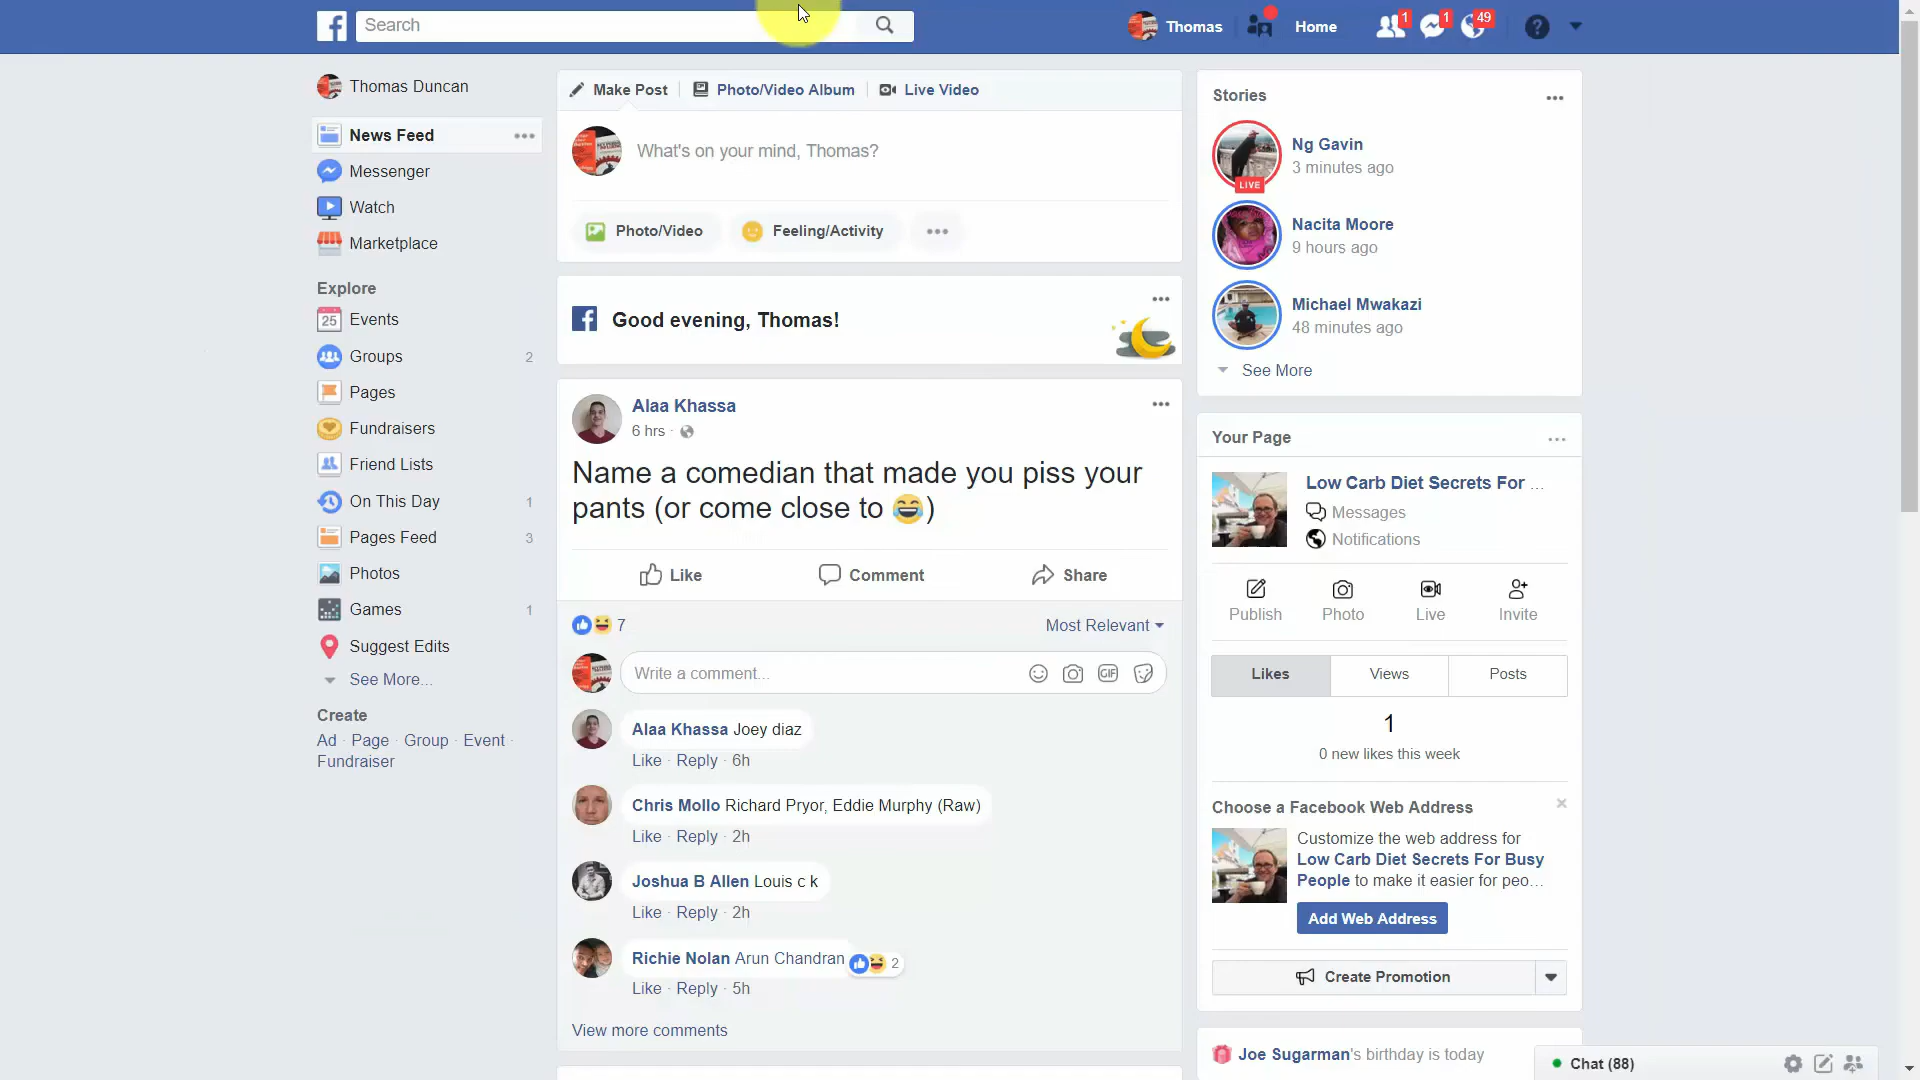 Search
Thomas
Home
1
1
49
Thomas Duncan
News Feed
Messenger
Watch
Marketplace
Explore
25
Events
Groups 2
Pages
Fundraisers
Friend Lists
On This Day 1
Pages Feed 3
Photos
Games 1
Suggest Edits
See More...
Create
Ad · Page · Group · Event ·
Fundraiser
Make Post
Photo/Video Album
Live Video
What's on your mind, Thomas?
Photo/Video
Feeling/Activity
Good evening, Thomas!
Alaa Khassa
6 hrs ·
Name a comedian that made you piss your
pants (or come close to 😂)
Like
Comment
Share
7
Most Relevant
Write a comment...
GIF
Alaa Khassa Joey diaz
Like · Reply · 6h
Chris Mollo Richard Pryor, Eddie Murphy (Raw)
Like · Reply · 2h
Joshua B Allen Louis c k
Like · Reply · 2h
Richie Nolan Arun Chandran
2
Like · Reply · 5h
View more comments
Stories
Ng Gavin
3 minutes ago
LIVE
Nacita Moore
9 hours ago
Michael Mwakazi
48 minutes ago
See More
Your Page
Low Carb Diet Secrets For ...
Messages
Notifications
Publish
Photo
Live
Invite
Likes
Views
Posts
1
0 new likes this week
Choose a Facebook Web Address
Customize the web address for
Low Carb Diet Secrets For Busy
People to make it easier for peo...
Add Web Address
Create Promotion
Joe Sugarman's birthday is today
Chat (88)